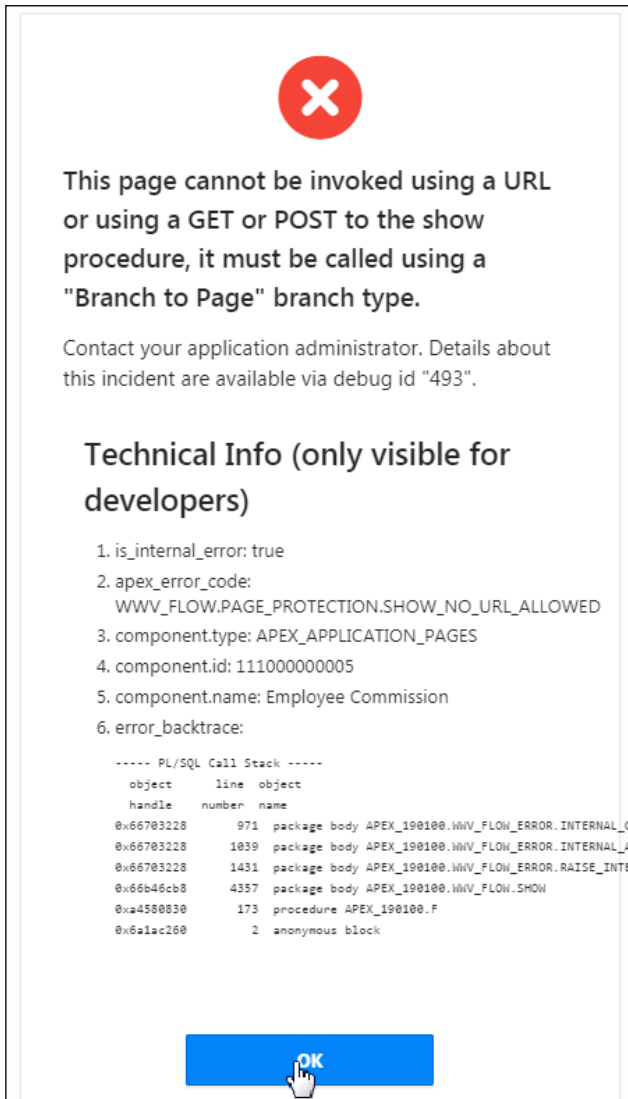 This page cannot be invoked using a URL
or using a GET or POST to the show
procedure, it must be called using a
"Branch to Page" branch type.
Contact your application administrator. Details about
this incident are available via debug id "493".
Technical Info (only visible for
developers)
1. is_internal_error: true
2. apex_error_code:
WWV_FLOW.PAGE_PROTECTION.SHOW_NO_URL_ALLOWED
3. component.type: APEX_APPLICATION_PAGES
4. component.id: 111000000005
5. component.name: Employee Commission
6. error_backtrace:
----- PL/SQL Call Stack -----
object line object
handle number name
0x66703228 971 package body APEX_190100.WWV_FLOW_ERROR.INTERNAL_
0x66703228 1039 package body APEX_190100.WWV_FLOW_ERROR.INTERNAL_
0x66703228 1431 package body APEX_190100.WWV_FLOW_ERROR.RAISE_INTE
0x66b46cb8 4357 package body APEX_190100.WWV_FLOW.SHOW
0xa4580830 173 procedure APEX_190100.F
0x6a1ac260 2 anonymous block
OK